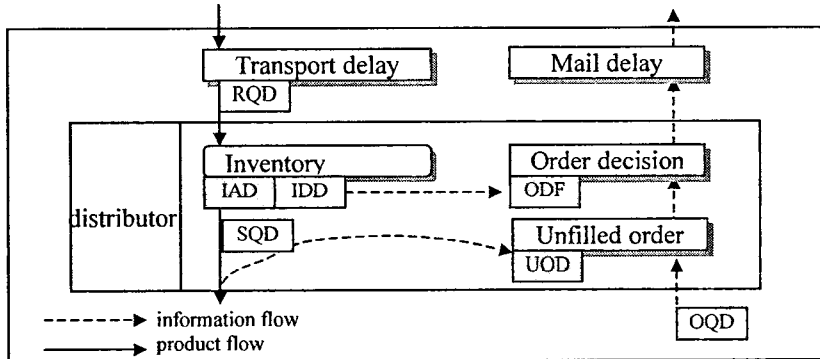 Transport delay
Mail delay
RQD
Inventory
Order decision
IAD
IDD
ODF
distributor
SQD
Unfilled order
UOD
information flow
OQD
product flow